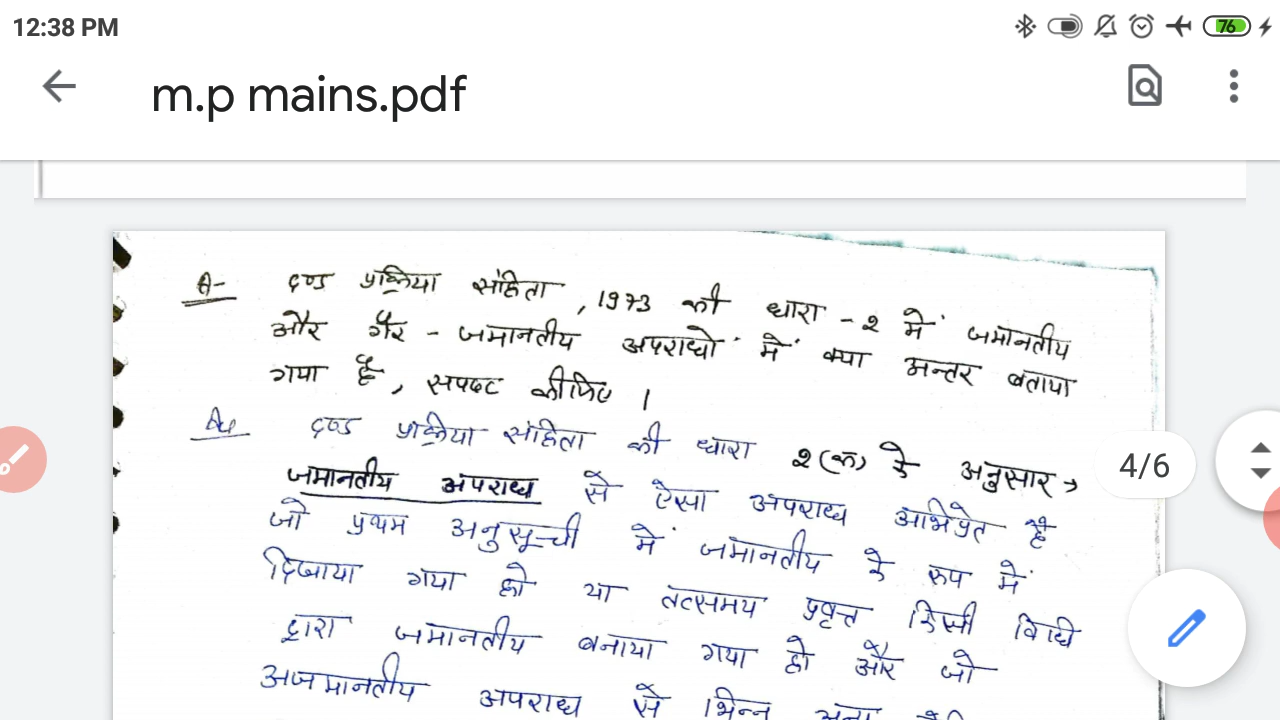 12:38 PM
76
m.p mains.pdf
Q- दण्ड प्रक्रिया संहिता, 1973 की धारा - 2 में जमानतीय
और गैर - जमानतीय अपराधों में क्या अन्तर बताया
गया है, सपष्ट कीजिए ।
Ans दण्ड प्रक्रिया संहिता की धारा 2 (क) के अनुसार →
4/6
जमानतीय अपराध से ऐसा अपराध अभिप्रेत है
जो प्रथम अनुसूची में जमानतीय के रूप में
दिखाया गया हो या तत्समय प्रवृत्त किसी विधि
द्वारा जमानतीय बनाया गया हो और जो
अजमानतीय अपराध से भिन्न